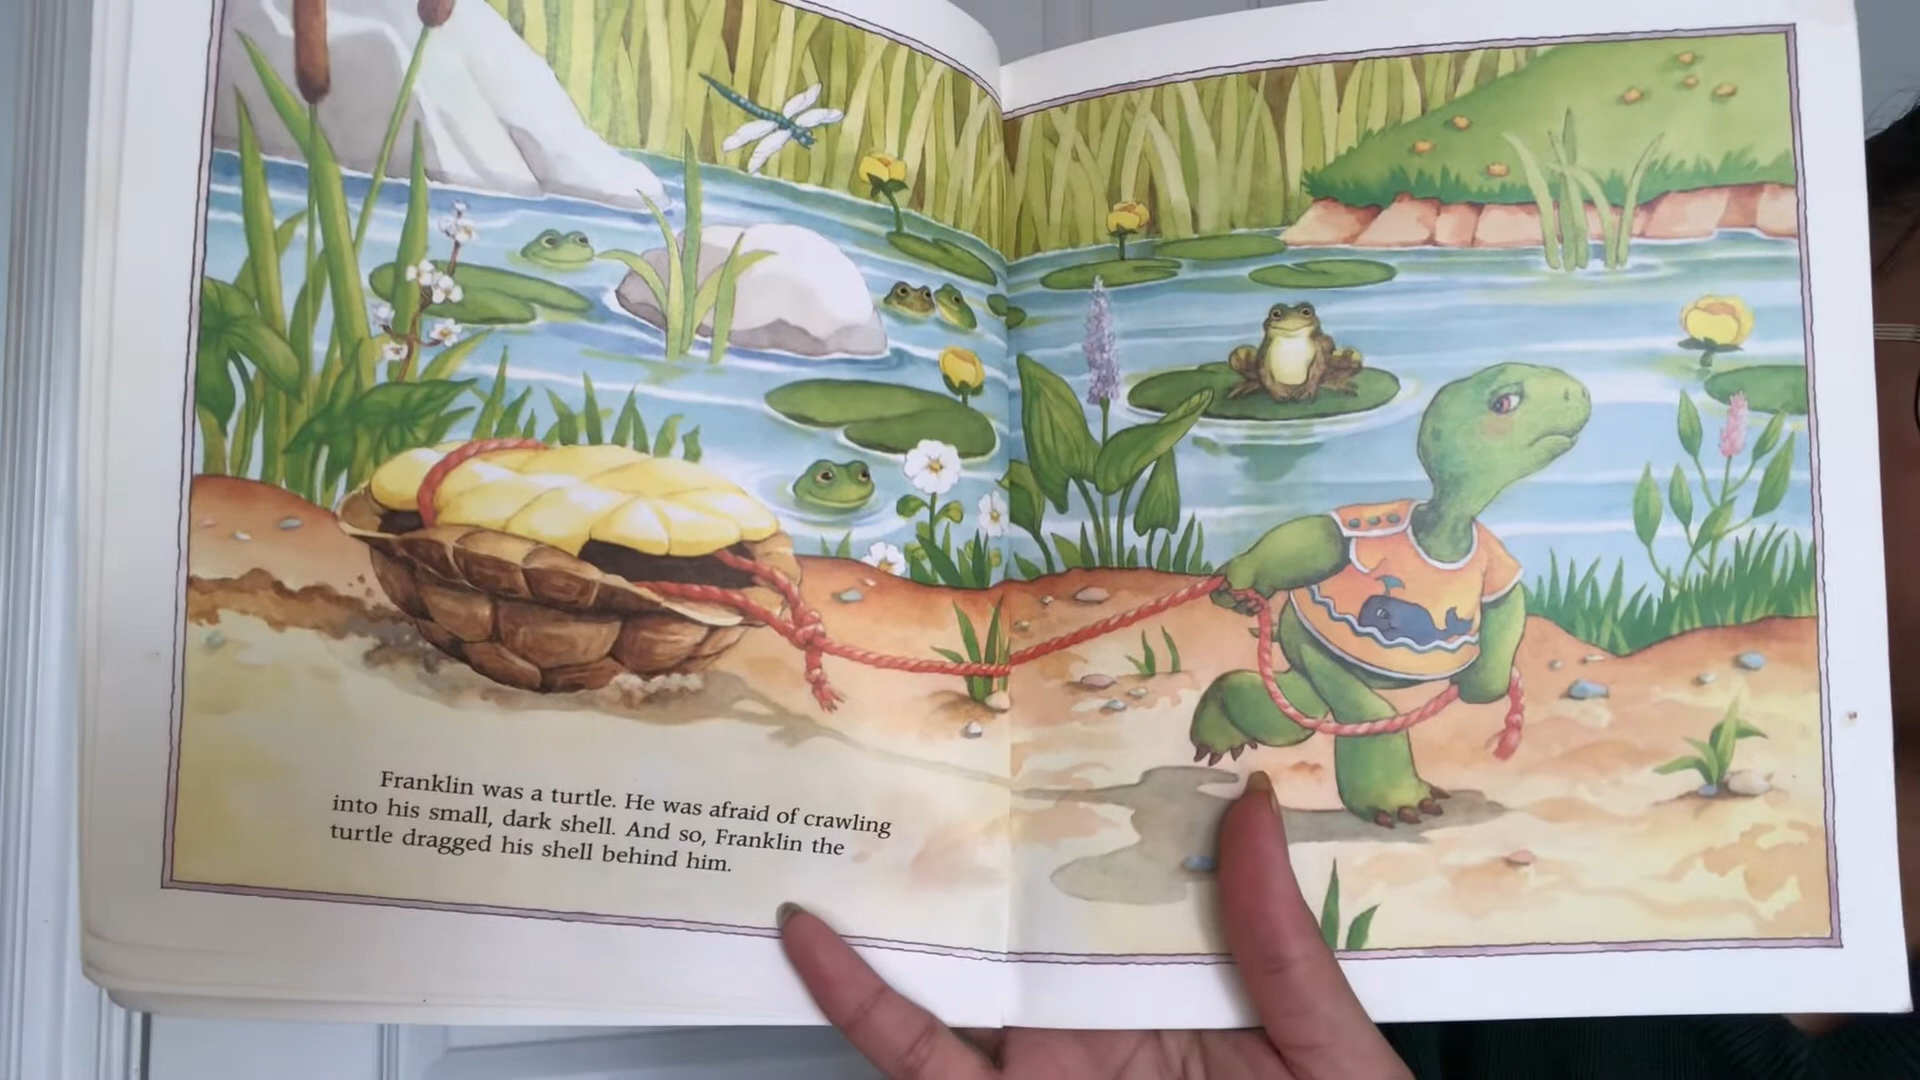 Franklin was a turtle. He was afraid of crawling
into his small, dark shell. And so, Franklin the
turtle dragged his shell behind him.